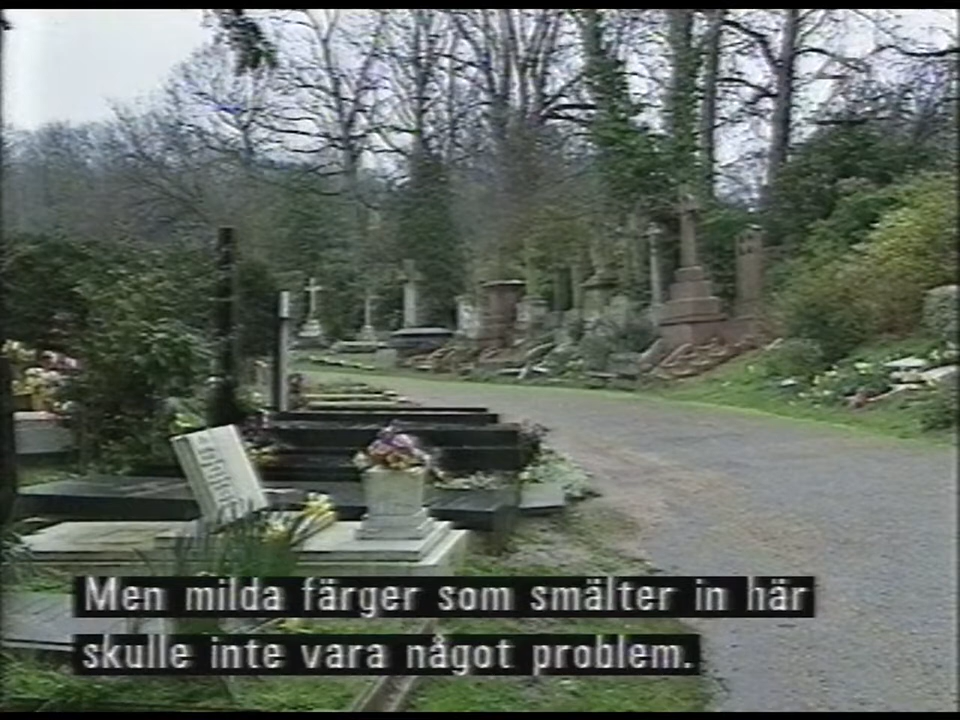 Men milda färger som smälter in här
skulle inte vara något problem.